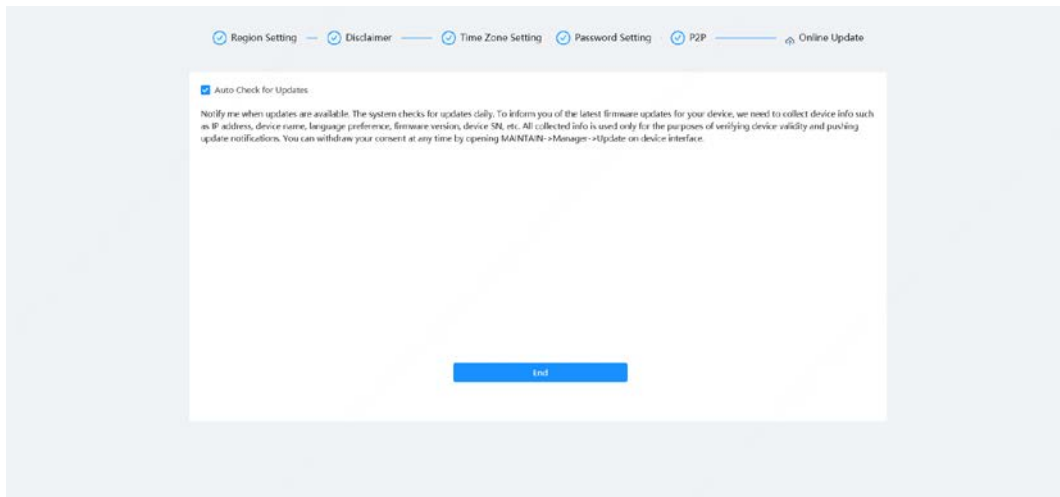 Region Setting Disclaimer Time Zone Setting Password Setting P2P Online Update
Auto Check for Updates
Notify me when updates are available. The system checks for updates daily. To inform you of the latest firmware updates for your device, we need to collect device info such
as IP address, device name, language preference, firmware version, device SN, etc. All collected info is used only for the purposes of verifying device validity and pushing
update notifications. You can withdraw your consent at any time by opening MAINTAIN->Manager->Update on device interface.
End